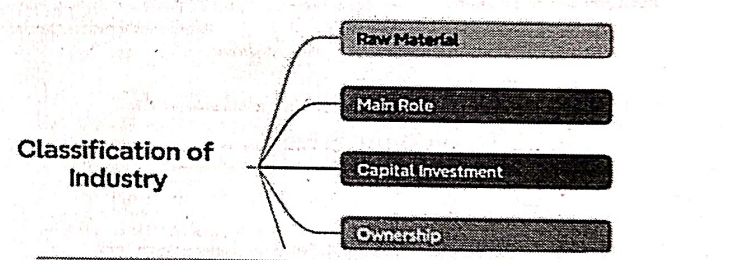 Raw Material
Main Role
Classification of
Industry
Capital Investment
Ownership